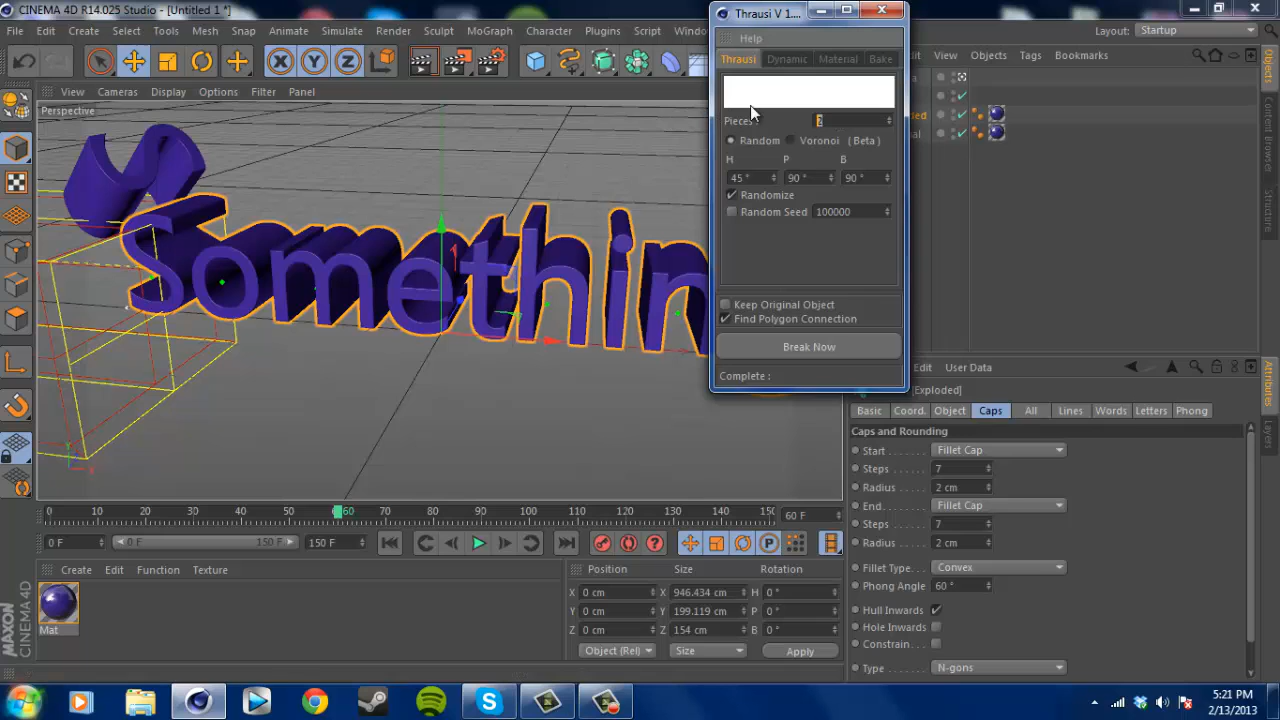 CINEMA 4D R14.025 Studio - [Untitled 1 *]
File Edit Create Select Tools Mesh Snap Animate Simulate Render Sculpt MoGraph Character Plugins Script Window
Layout: Startup
X Y Z
View Cameras Display Options Filter Panel
Perspective
Somethin
Thrausi V 1....
Help
Thrausi Dynamic Material Bake
Pieces 2
Random Voronoi ( Beta )
H P B
45 ° 90 ° 90 °
Randomize
Random Seed 100000
Keep Original Object
Find Polygon Connection
Break Now
Complete :
View Objects Tags Bookmarks
Objects
Content Browser
Structure
Attributes
Layers
Edit User Data
[Exploded]
Basic Coord. Object Caps All Lines Words Letters Phong
Caps and Rounding
Start Fillet Cap
Steps 7
Radius 2 cm
End Fillet Cap
Steps 7
Radius 2 cm
Fillet Type Convex
Phong Angle 60 °
Hull Inwards
Hole Inwards
Constrain
Type N-gons
0 10 20 30 40 50 60 70 80 90 100 110 120 130 140 150
60 F
0 F 0 F 150 F 150 F
Create Edit Function Texture
Mat
Position Size Rotation
X 0 cm X 946.434 cm H 0 °
Y 0 cm Y 199.119 cm P 0 °
Z 0 cm Z 154 cm B 0 °
Object (Rel) Size Apply
MAXON CINEMA 4D
5:21 PM
2/13/2013